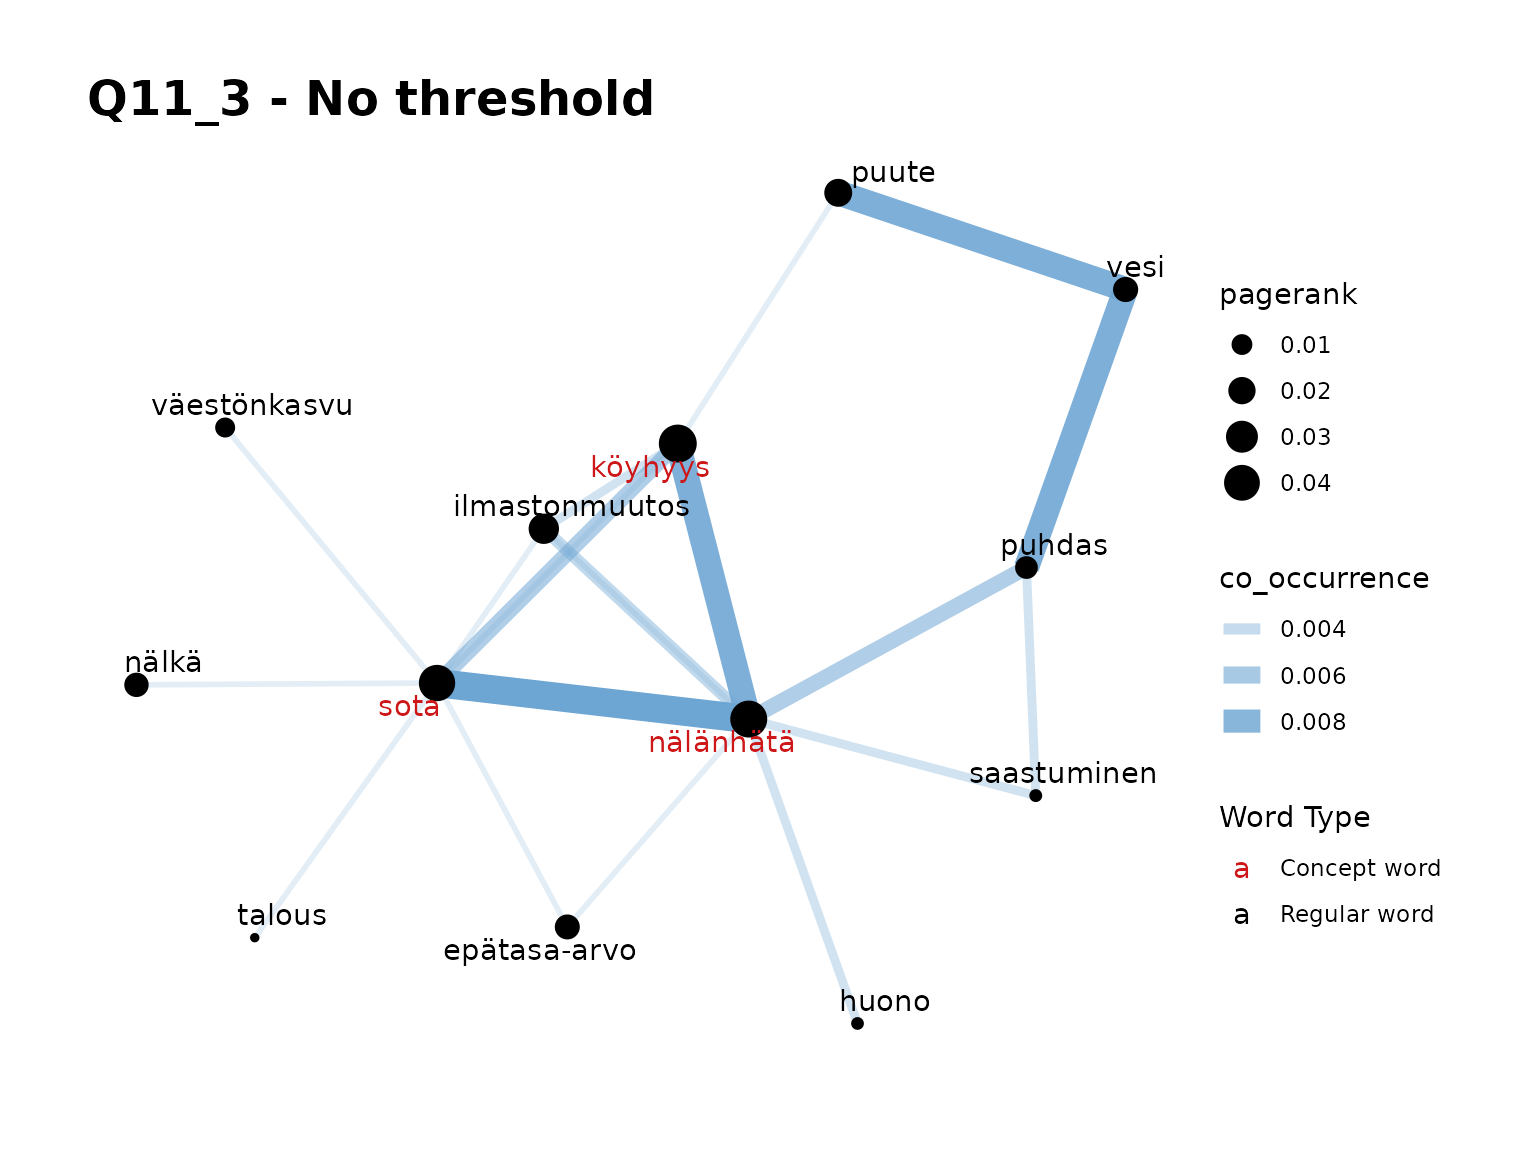 Q11_3 - No threshold
puute
vesi
pagerank
0.01
0.02
väestönkasvu
0.03
köyhyys
0.04
ilmastonmuutos
puhdas
co_occurrence
0.004
nälkä
0.006
sota
0.008
nälänhätä
saastuminen
Word Type
a Concept word
a Regular word
talous
epätasa-arvo
huono